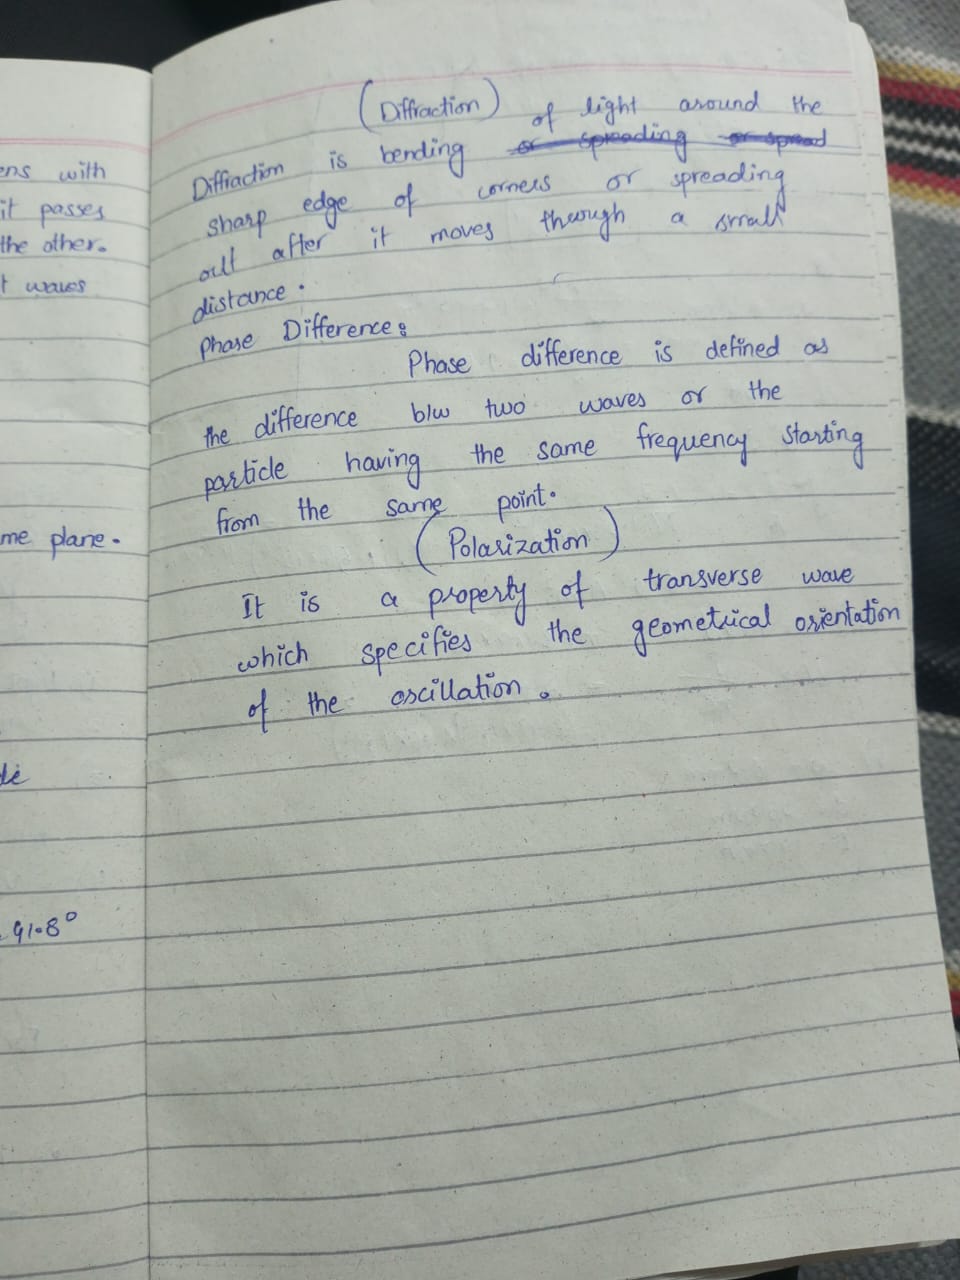 ens with
it passes
the other.
t waves
me plane.
le
91.8°
(Diffraction)
Diffraction is bending of light around the
sharp edge of corners or spreading
out after it moves through a small
distance.
Phase Difference:
Phase difference is defined as
the difference b/w two waves or the
particle having the same frequency starting
from the same point.
(Polarization)
It is a property of transverse wave
which specifies the geometrical orientation
of the oscillation.